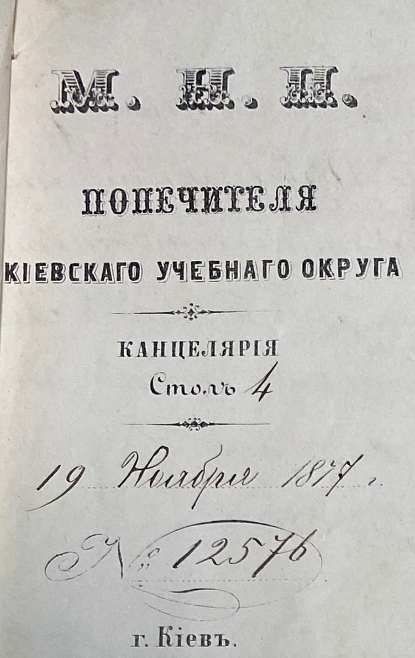 М. Н. П.
ПОПЕЧИТЕЛЯ
КІЕВСКАГО УЧЕБНАГО ОКРУГА
КАНЦЕЛЯРІЯ
Столъ 4
19 Ноября 1877 г.
№ 12576
г. Кіевъ.